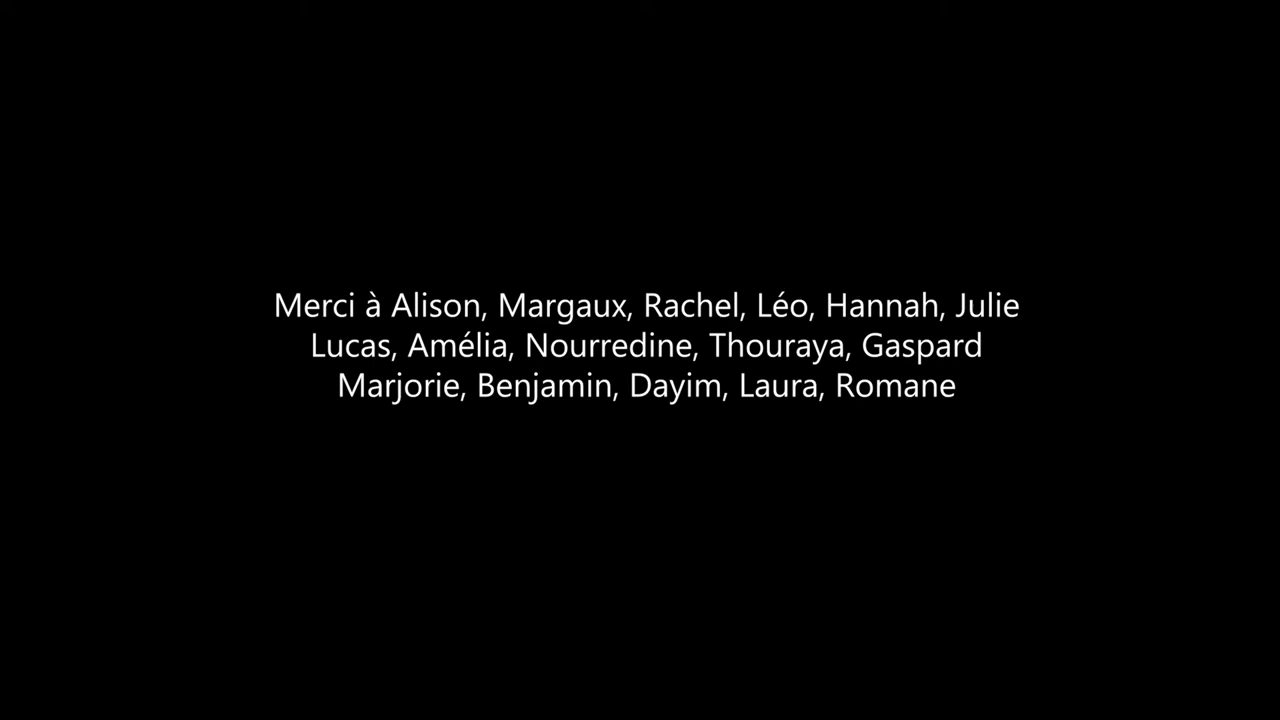 Merci à Alison, Margaux, Rachel, Léo, Hannah, Julie
Lucas, Amélia, Nourredine, Thouraya, Gaspard
Marjorie, Benjamin, Dayim, Laura, Romane